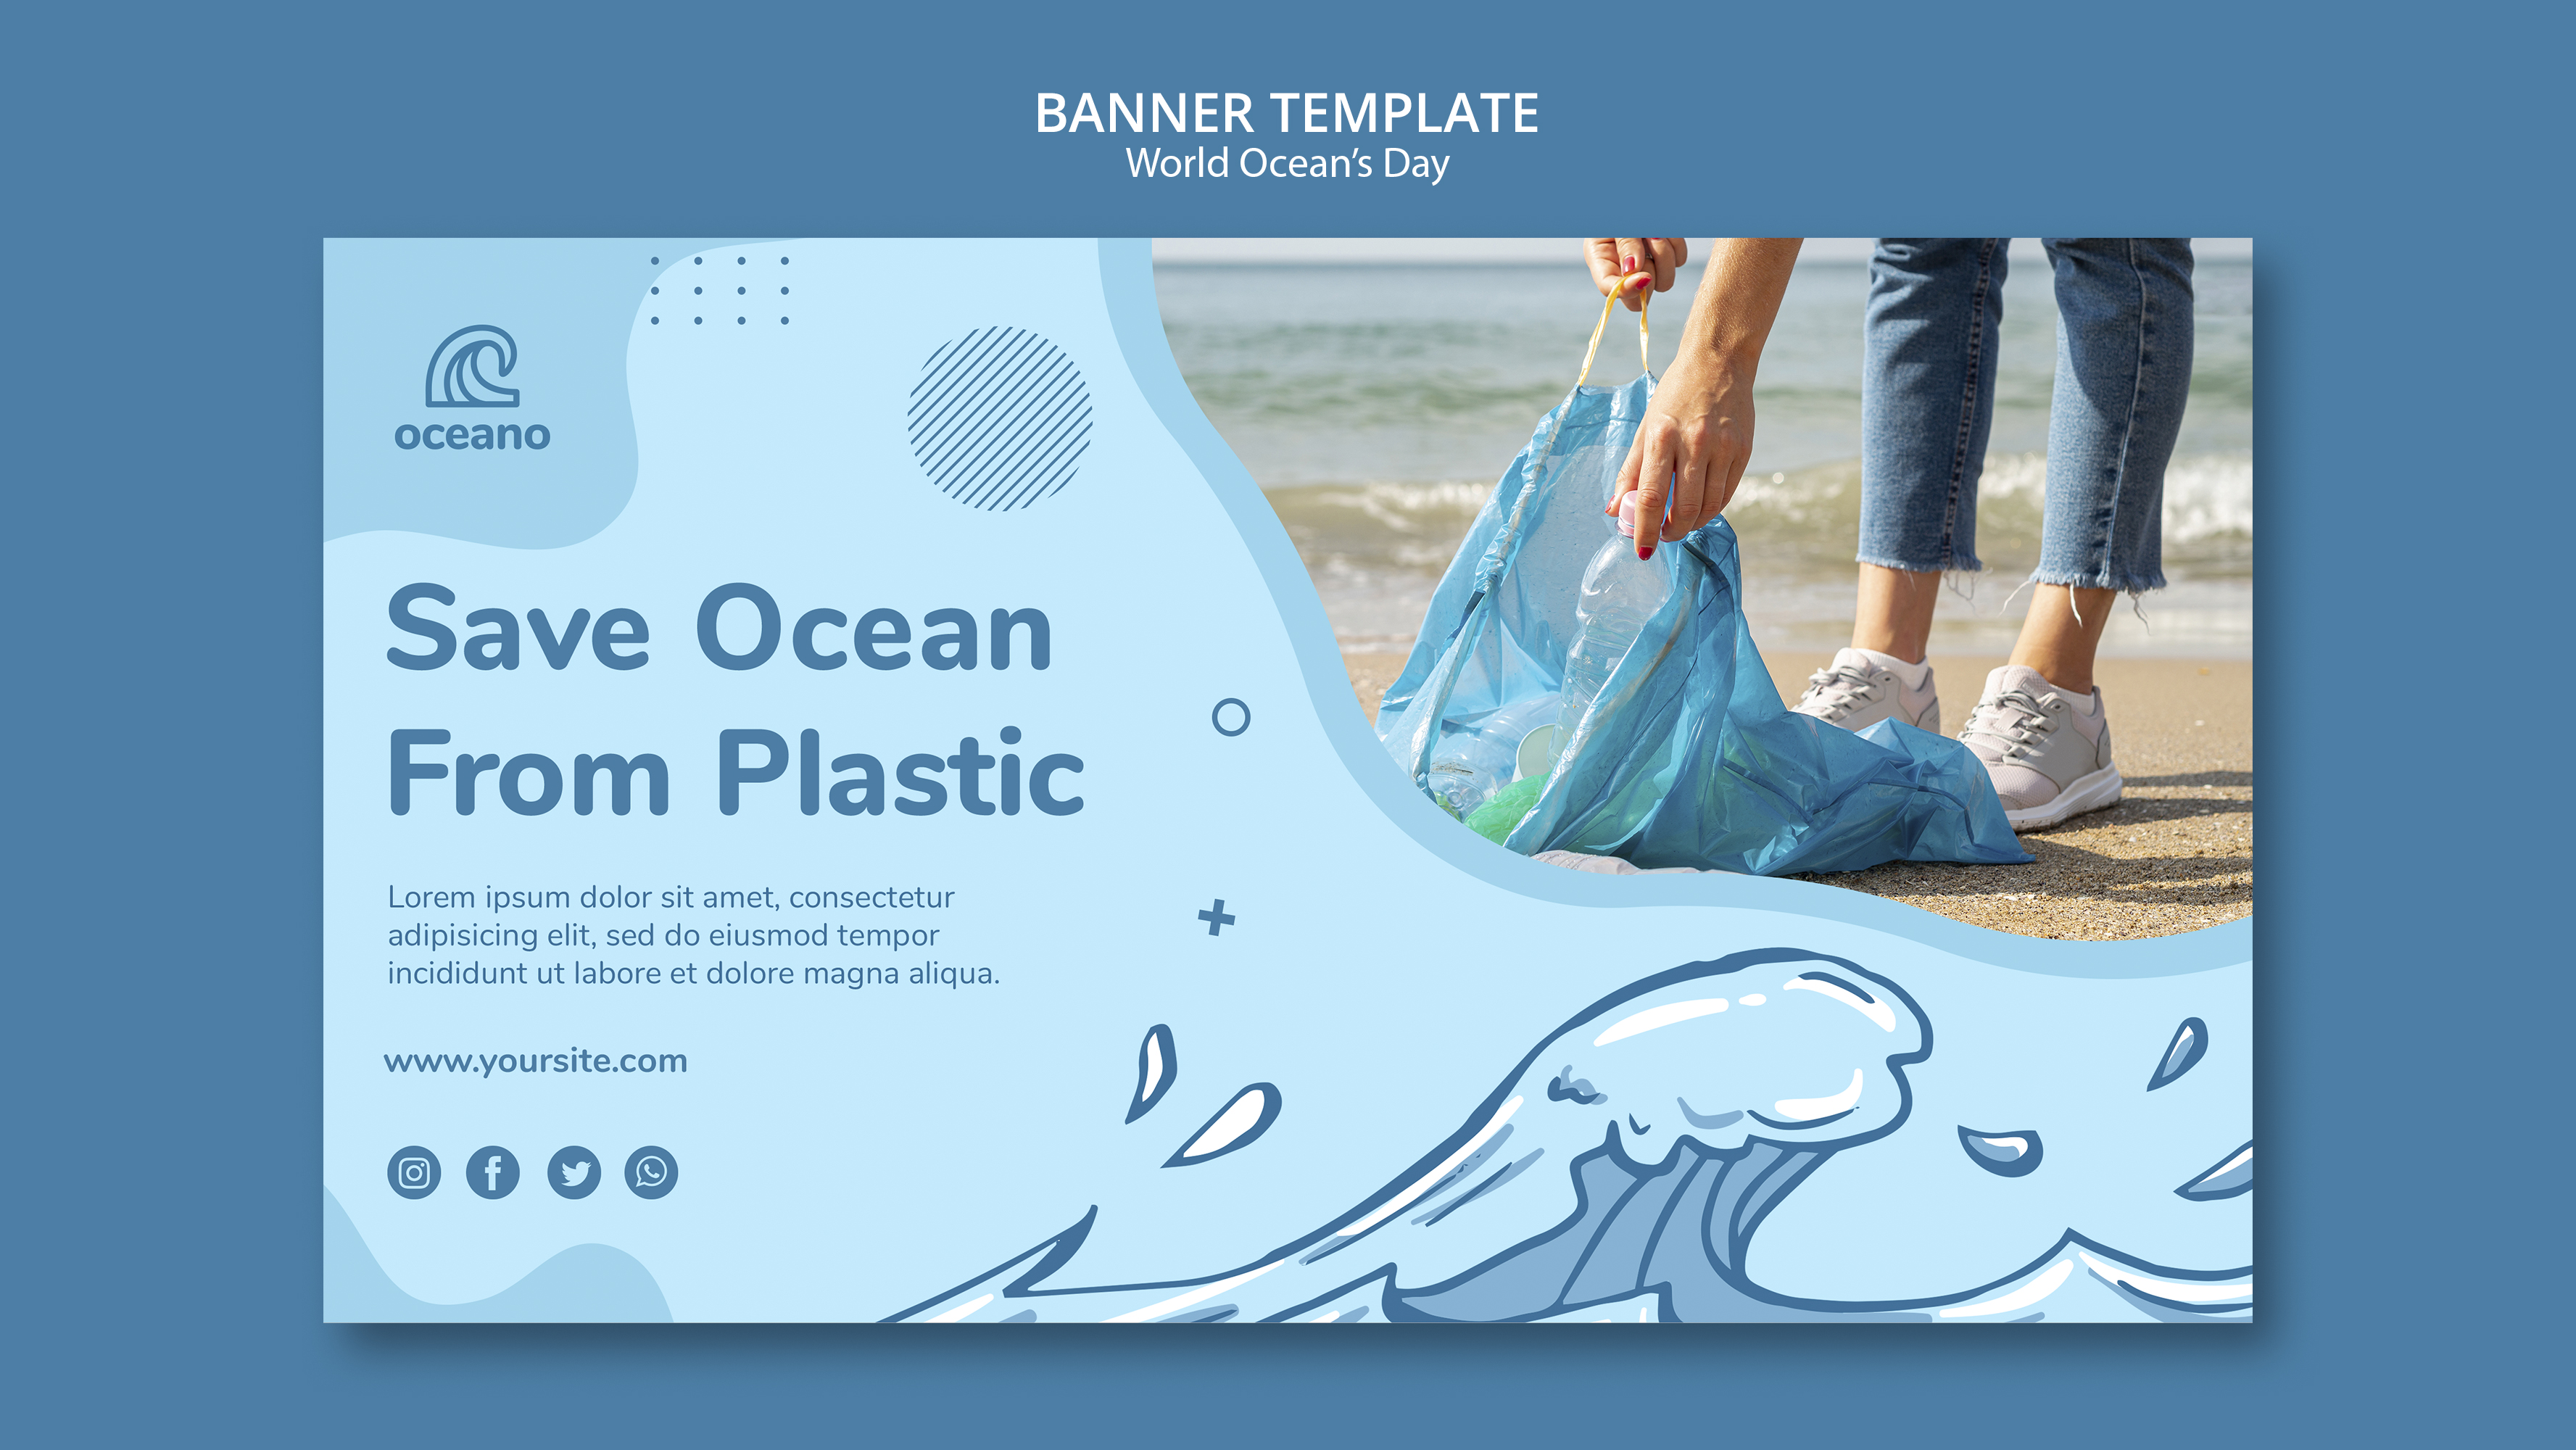 BANNER TEMPLATE
World Ocean’s Day
oceano
Save Ocean
From Plastic
Lorem ipsum dolor sit amet, consectetur
adipisicing elit, sed do eiusmod tempor
incididunt ut labore et dolore magna aliqua.
www.yoursite.com